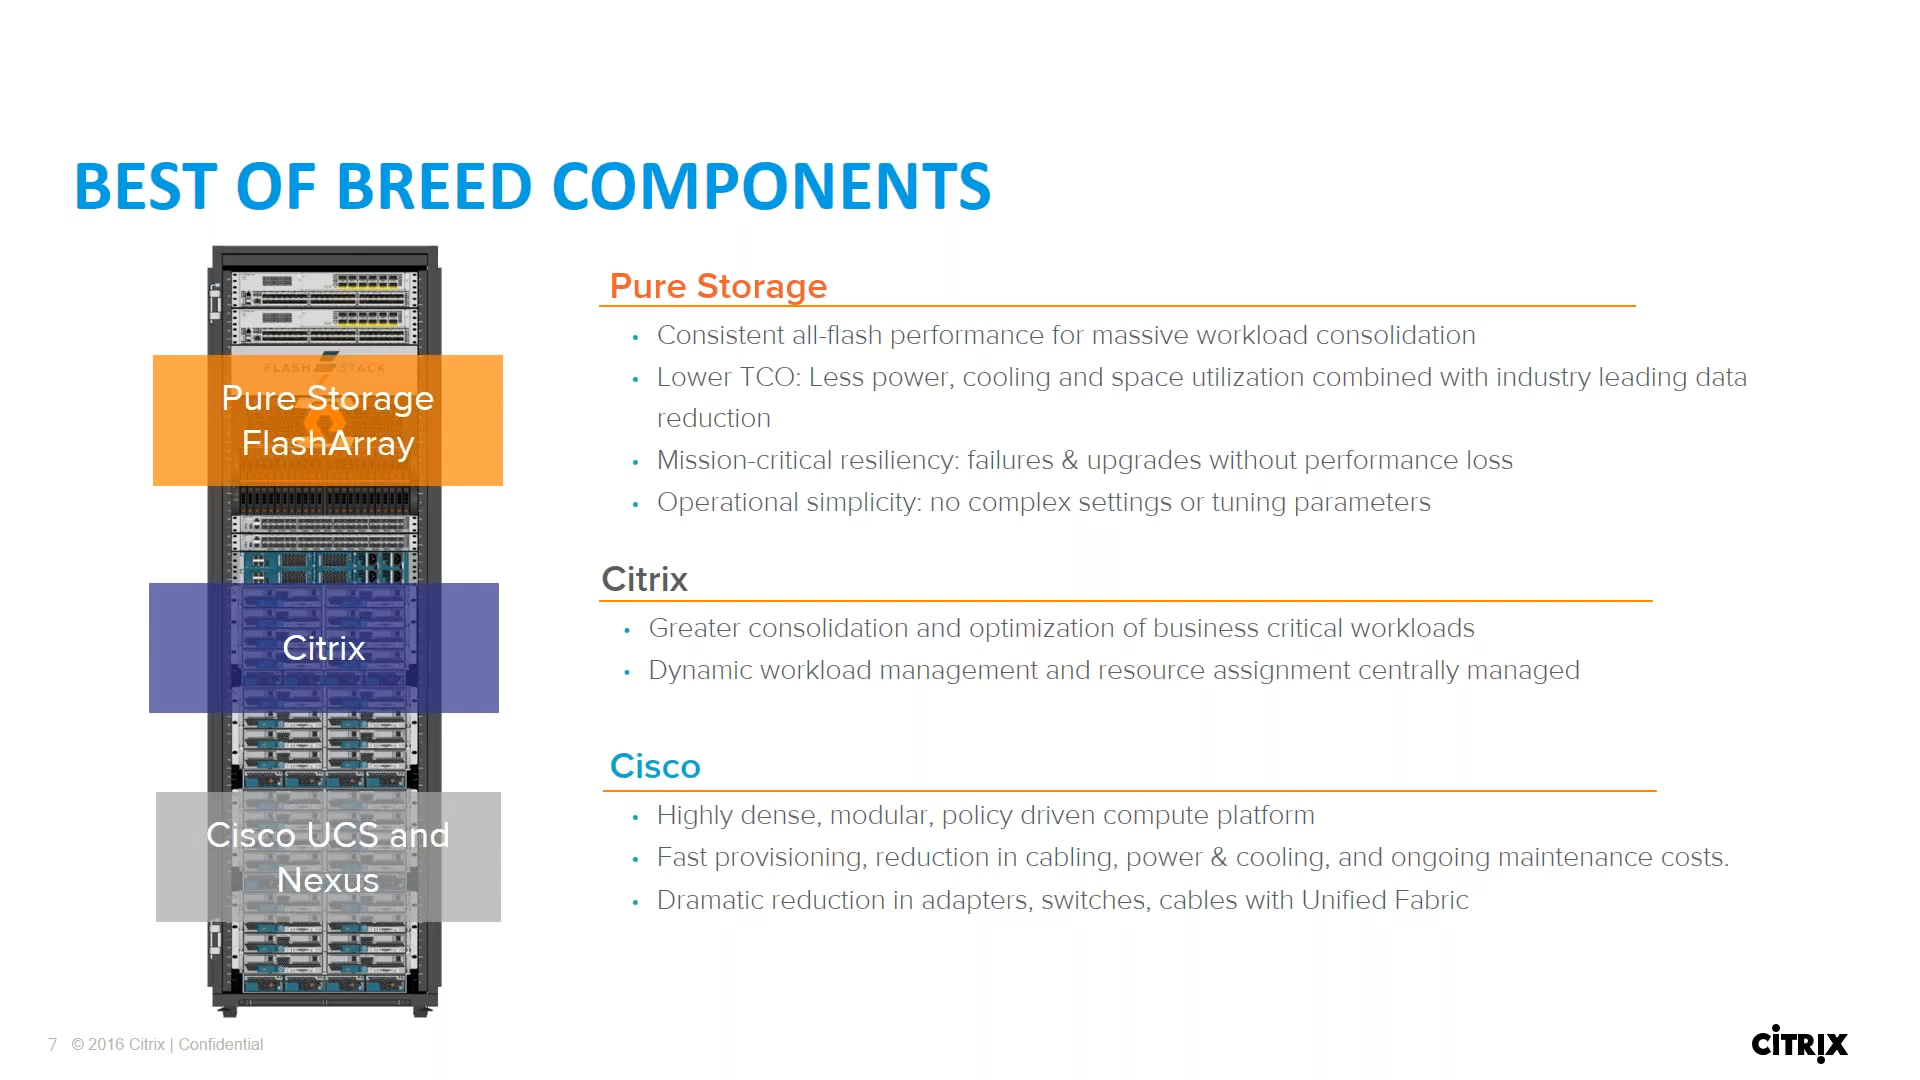 BEST OF BREED COMPONENTS
FLASH STACK
Pure Storage
FlashArray
Citrix
Cisco UCS and
Nexus
Pure Storage
• Consistent all-flash performance for massive workload consolidation
• Lower TCO: Less power, cooling and space utilization combined with industry leading data
reduction
• Mission-critical resiliency: failures & upgrades without performance loss
• Operational simplicity: no complex settings or tuning parameters
Citrix
• Greater consolidation and optimization of business critical workloads
• Dynamic workload management and resource assignment centrally managed
Cisco
• Highly dense, modular, policy driven compute platform
• Fast provisioning, reduction in cabling, power & cooling, and ongoing maintenance costs.
• Dramatic reduction in adapters, switches, cables with Unified Fabric
7 © 2016 Citrix | Confidential
CITRIX